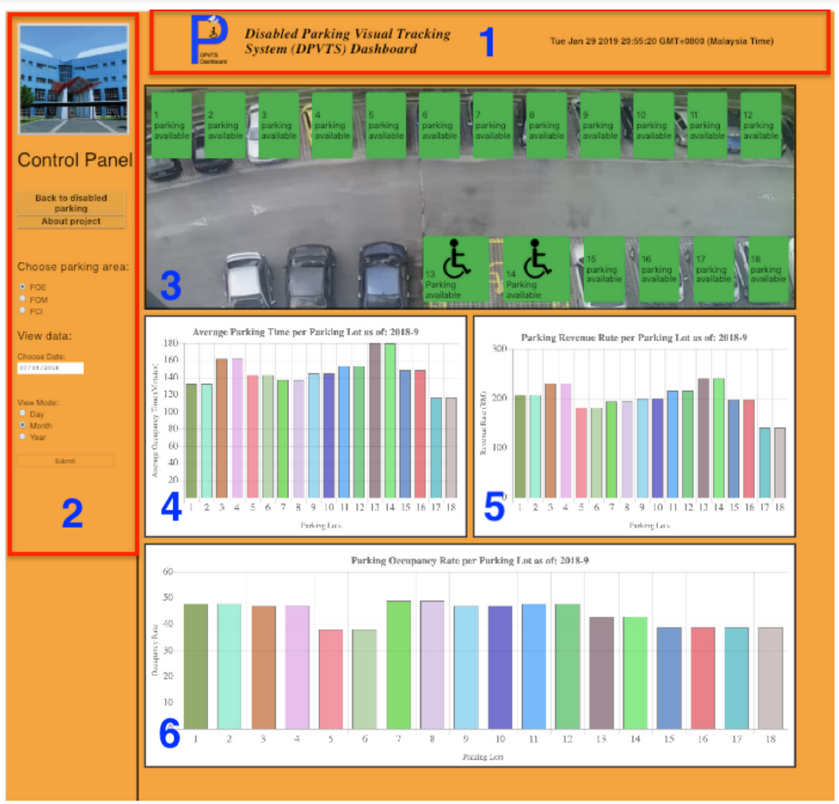 P
DPVTS
Dashboard
Disabled Parking Visual Tracking
System (DPVTS) Dashboard
1
Tue Jan 29 2019 20:55:20 GMT+0800 (Malaysia Time)
Control Panel
Back to disabled
parking
About project
Choose parking area:
FOE
FOM
FCI
View data:
Choose Date:
07/09/2018
View Mode:
Day
Month
Year
Submit
2
1
parking
available
2
parking
available
3
parking
available
4
parking
available
5
parking
available
6
parking
available
7
parking
available
8
parking
available
9
parking
available
10
parking
available
11
parking
available
12
parking
available
13
Parking
available
14
Parking
available
15
parking
available
16
parking
available
17
parking
available
18
parking
available
3
Average Parking Time per Parking Lot as of: 2018-9
Average Occupancy Time (Minutes)
180
160
140
120
100
80
60
40
20
1 2 3 4 5 6 7 8 9 10 11 12 13 14 15 16 17 18
Parking Lots
4
Parking Revenue Rate per Parking Lot as of: 2018-9
Revenue Rate (RM)
300
200
100
0
1 2 3 4 5 6 7 8 9 10 11 12 13 14 15 16 17 18
Parking Lots
5
Parking Occupancy Rate per Parking Lot as of: 2018-9
Occupancy Rate
60
50
40
30
20
10
0
1 2 3 4 5 6 7 8 9 10 11 12 13 14 15 16 17 18
Parking Lots
6